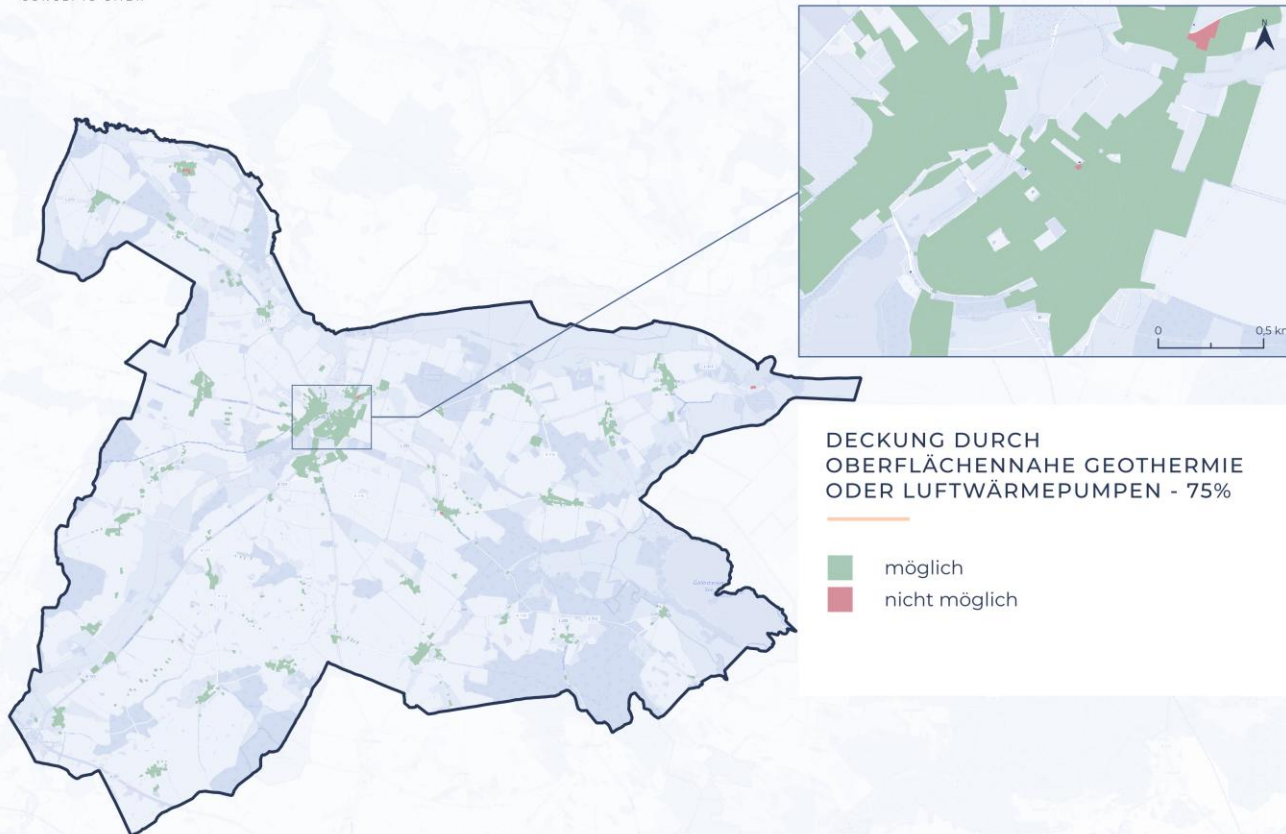 N
0
0,5 km
DECKUNG DURCH
OBERFLÄCHENNAHE GEOTHERMIE
ODER LUFTWÄRMEPUMPEN - 75%
möglich
nicht möglich